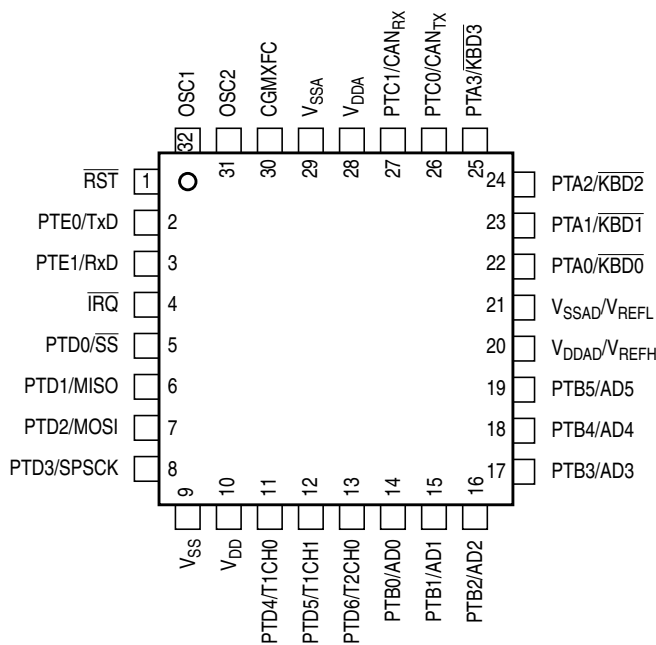 OSC1
OSC2
CGMXFC
VSSA
VDDA
PTC1/CANRX
PTC0/CANTX
PTA3/KBD3
32
31
30
29
28
27
26
25
RST 1
PTE0/TxD 2
PTE1/RxD 3
IRQ 4
PTD0/SS 5
PTD1/MISO 6
PTD2/MOSI 7
PTD3/SPSCK 8
24 PTA2/KBD2
23 PTA1/KBD1
22 PTA0/KBD0
21 VSSAD/VREFL
20 VDDAD/VREFH
19 PTB5/AD5
18 PTB4/AD4
17 PTB3/AD3
9
10
11
12
13
14
15
16
VSS
VDD
PTD4/T1CH0
PTD5/T1CH1
PTD6/T2CH0
PTB0/AD0
PTB1/AD1
PTB2/AD2